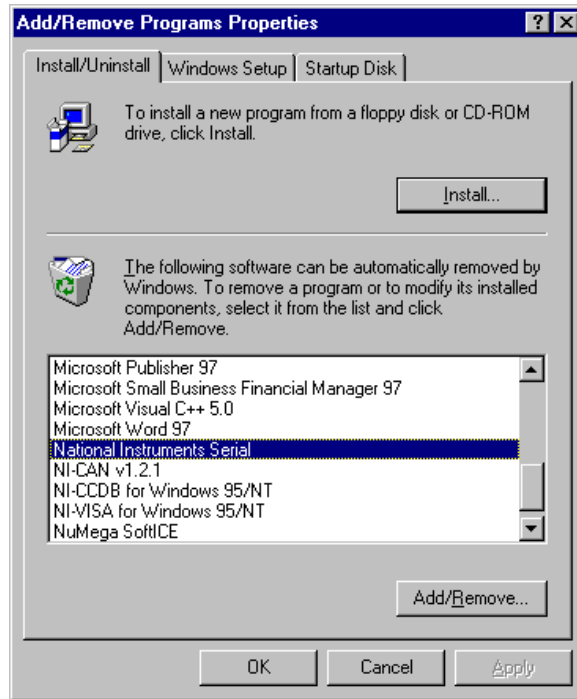 Add/Remove Programs Properties
Install/Uninstall Windows Setup Startup Disk
To install a new program from a floppy disk or CD-ROM
drive, click Install.
Install...
The following software can be automatically removed by
Windows. To remove a program or to modify its installed
components, select it from the list and click
Add/Remove.
Microsoft Publisher 97
Microsoft Small Business Financial Manager 97
Microsoft Visual C++ 5.0
Microsoft Word 97
National Instruments Serial
NI-CAN v1.2.1
NI-CCDB for Windows 95/NT
NI-VISA for Windows 95/NT
NuMega SoftICE
Add/Remove...
OK Cancel Apply